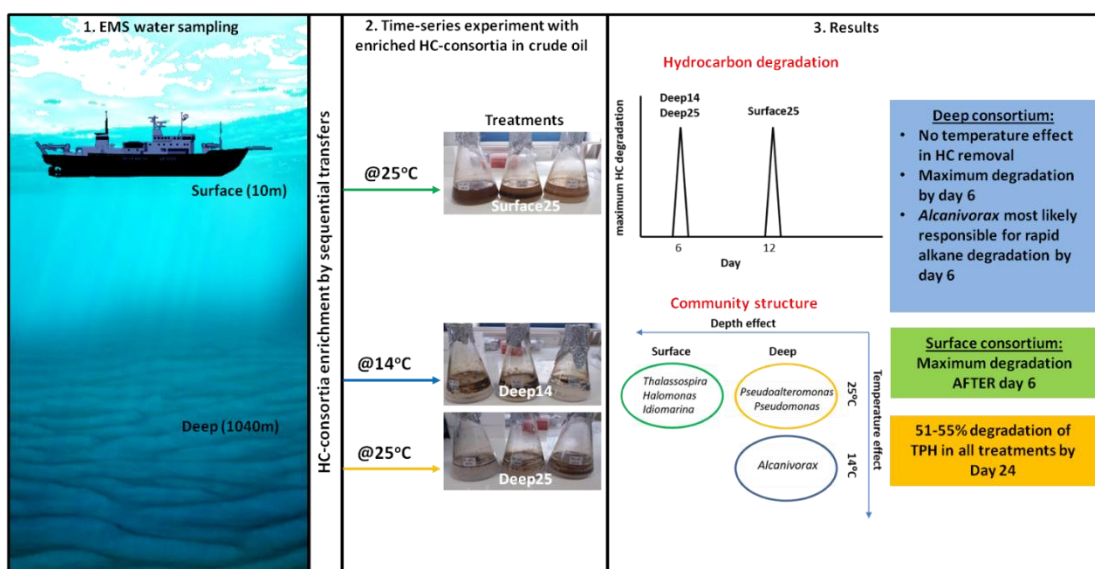 1. EMS water sampling
Surface (10m)
Deep (1040m)
HC-consortia enrichment by sequential transfers
2. Time-series experiment with
enriched HC-consortia in crude oil
Treatments
@25°C
Surface25
@14°C
Deep14
@25°C
Deep25
3. Results
Hydrocarbon degradation
maximum HC degradation
Deep14
Deep25
Surface25
6
12
Day
Community structure
Depth effect
Surface
Deep
Thalassospira
Halomonas
Idiomarina
Pseudoalteromonas
Pseudomonas
Alcanivorax
25°C
14°C
Temperature effect
Deep consortium:
• No temperature effect
in HC removal
• Maximum degradation
by day 6
• Alcanivorax most likely
responsible for rapid
alkane degradation by
day 6
Surface consortium:
Maximum degradation
AFTER day 6
51-55% degradation of
TPH in all treatments by
Day 24